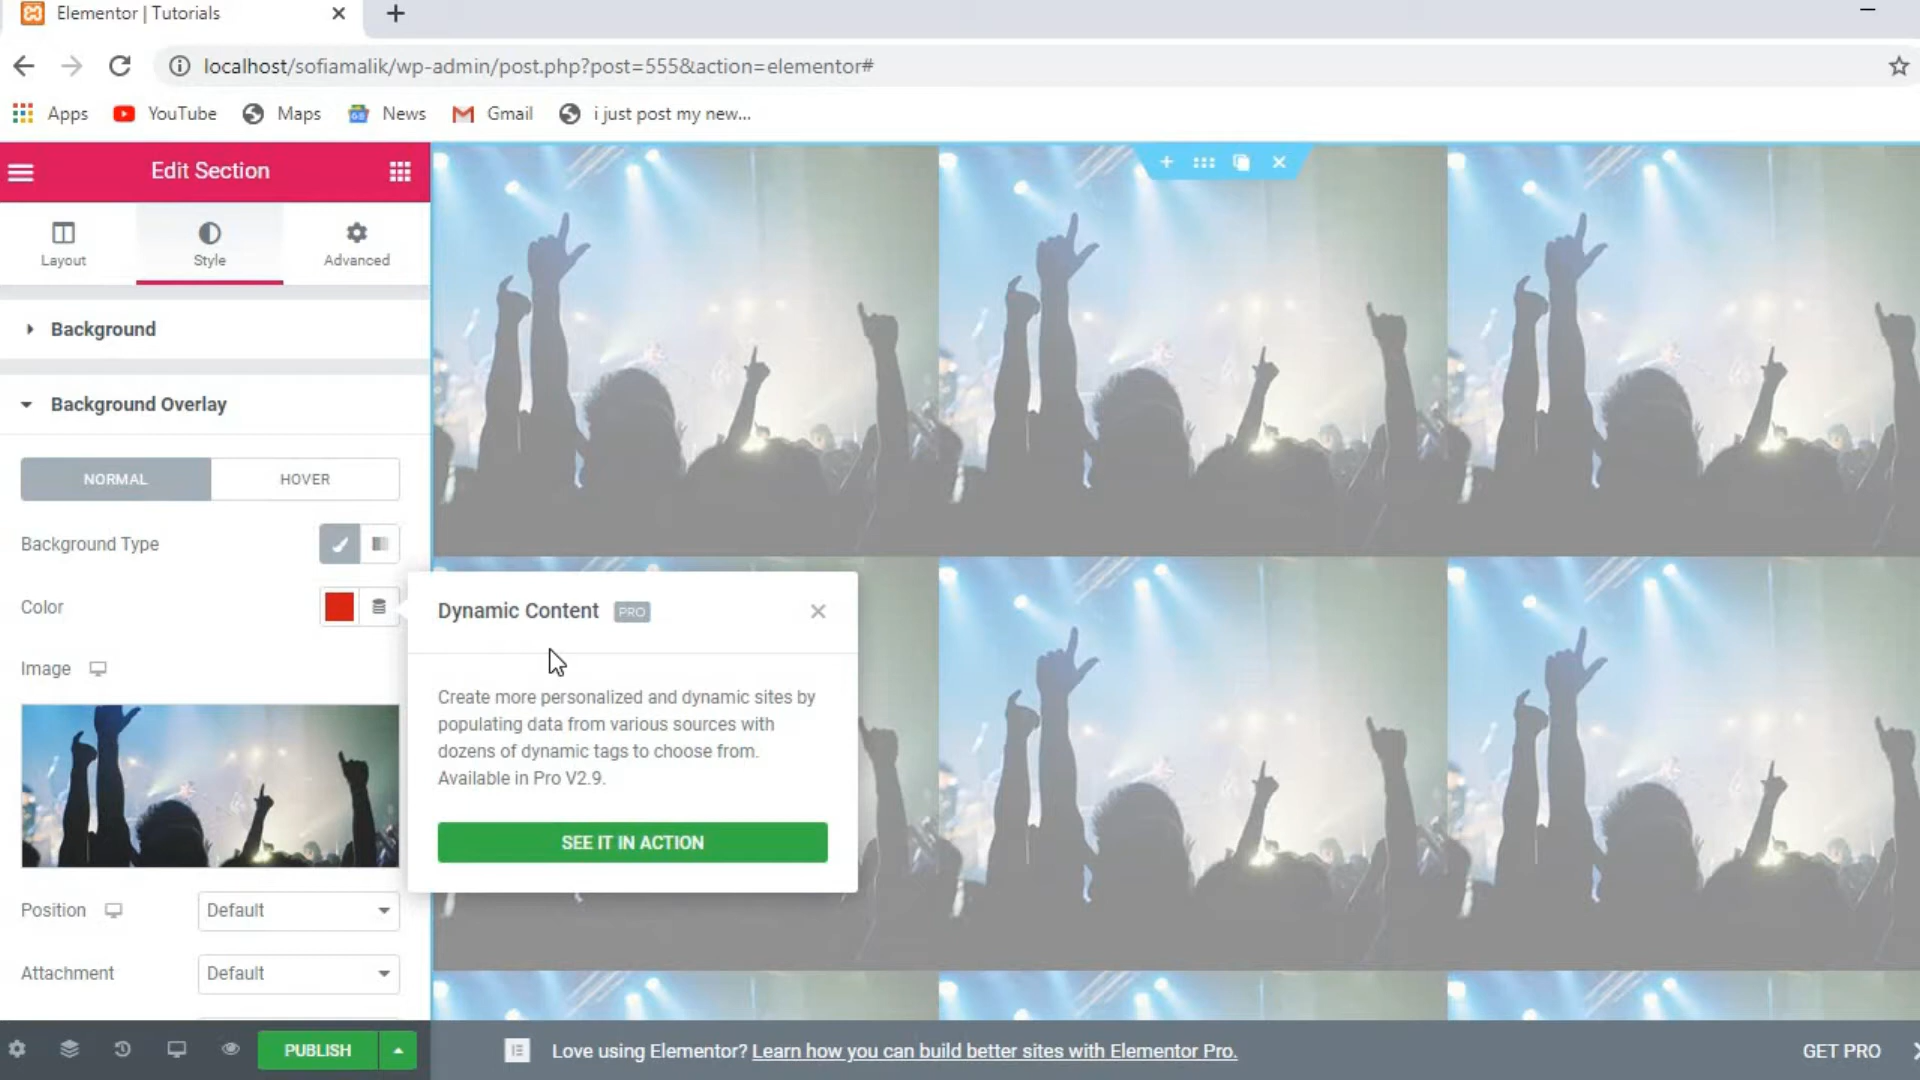 Elementor | Tutorials
localhost/sofiamalik/wp-admin/post.php?post=555&action=elementor#
Apps
YouTube
Maps
News
Gmail
i just post my new...
Edit Section
Layout
Style
Advanced
Background
Background Overlay
NORMAL
HOVER
Background Type
Color
Image
Position
Default
Attachment
Default
Dynamic Content PRO
Create more personalized and dynamic sites by
populating data from various sources with
dozens of dynamic tags to choose from.
Available in Pro V2.9.
SEE IT IN ACTION
PUBLISH
Love using Elementor? Learn how you can build better sites with Elementor Pro.
GET PRO